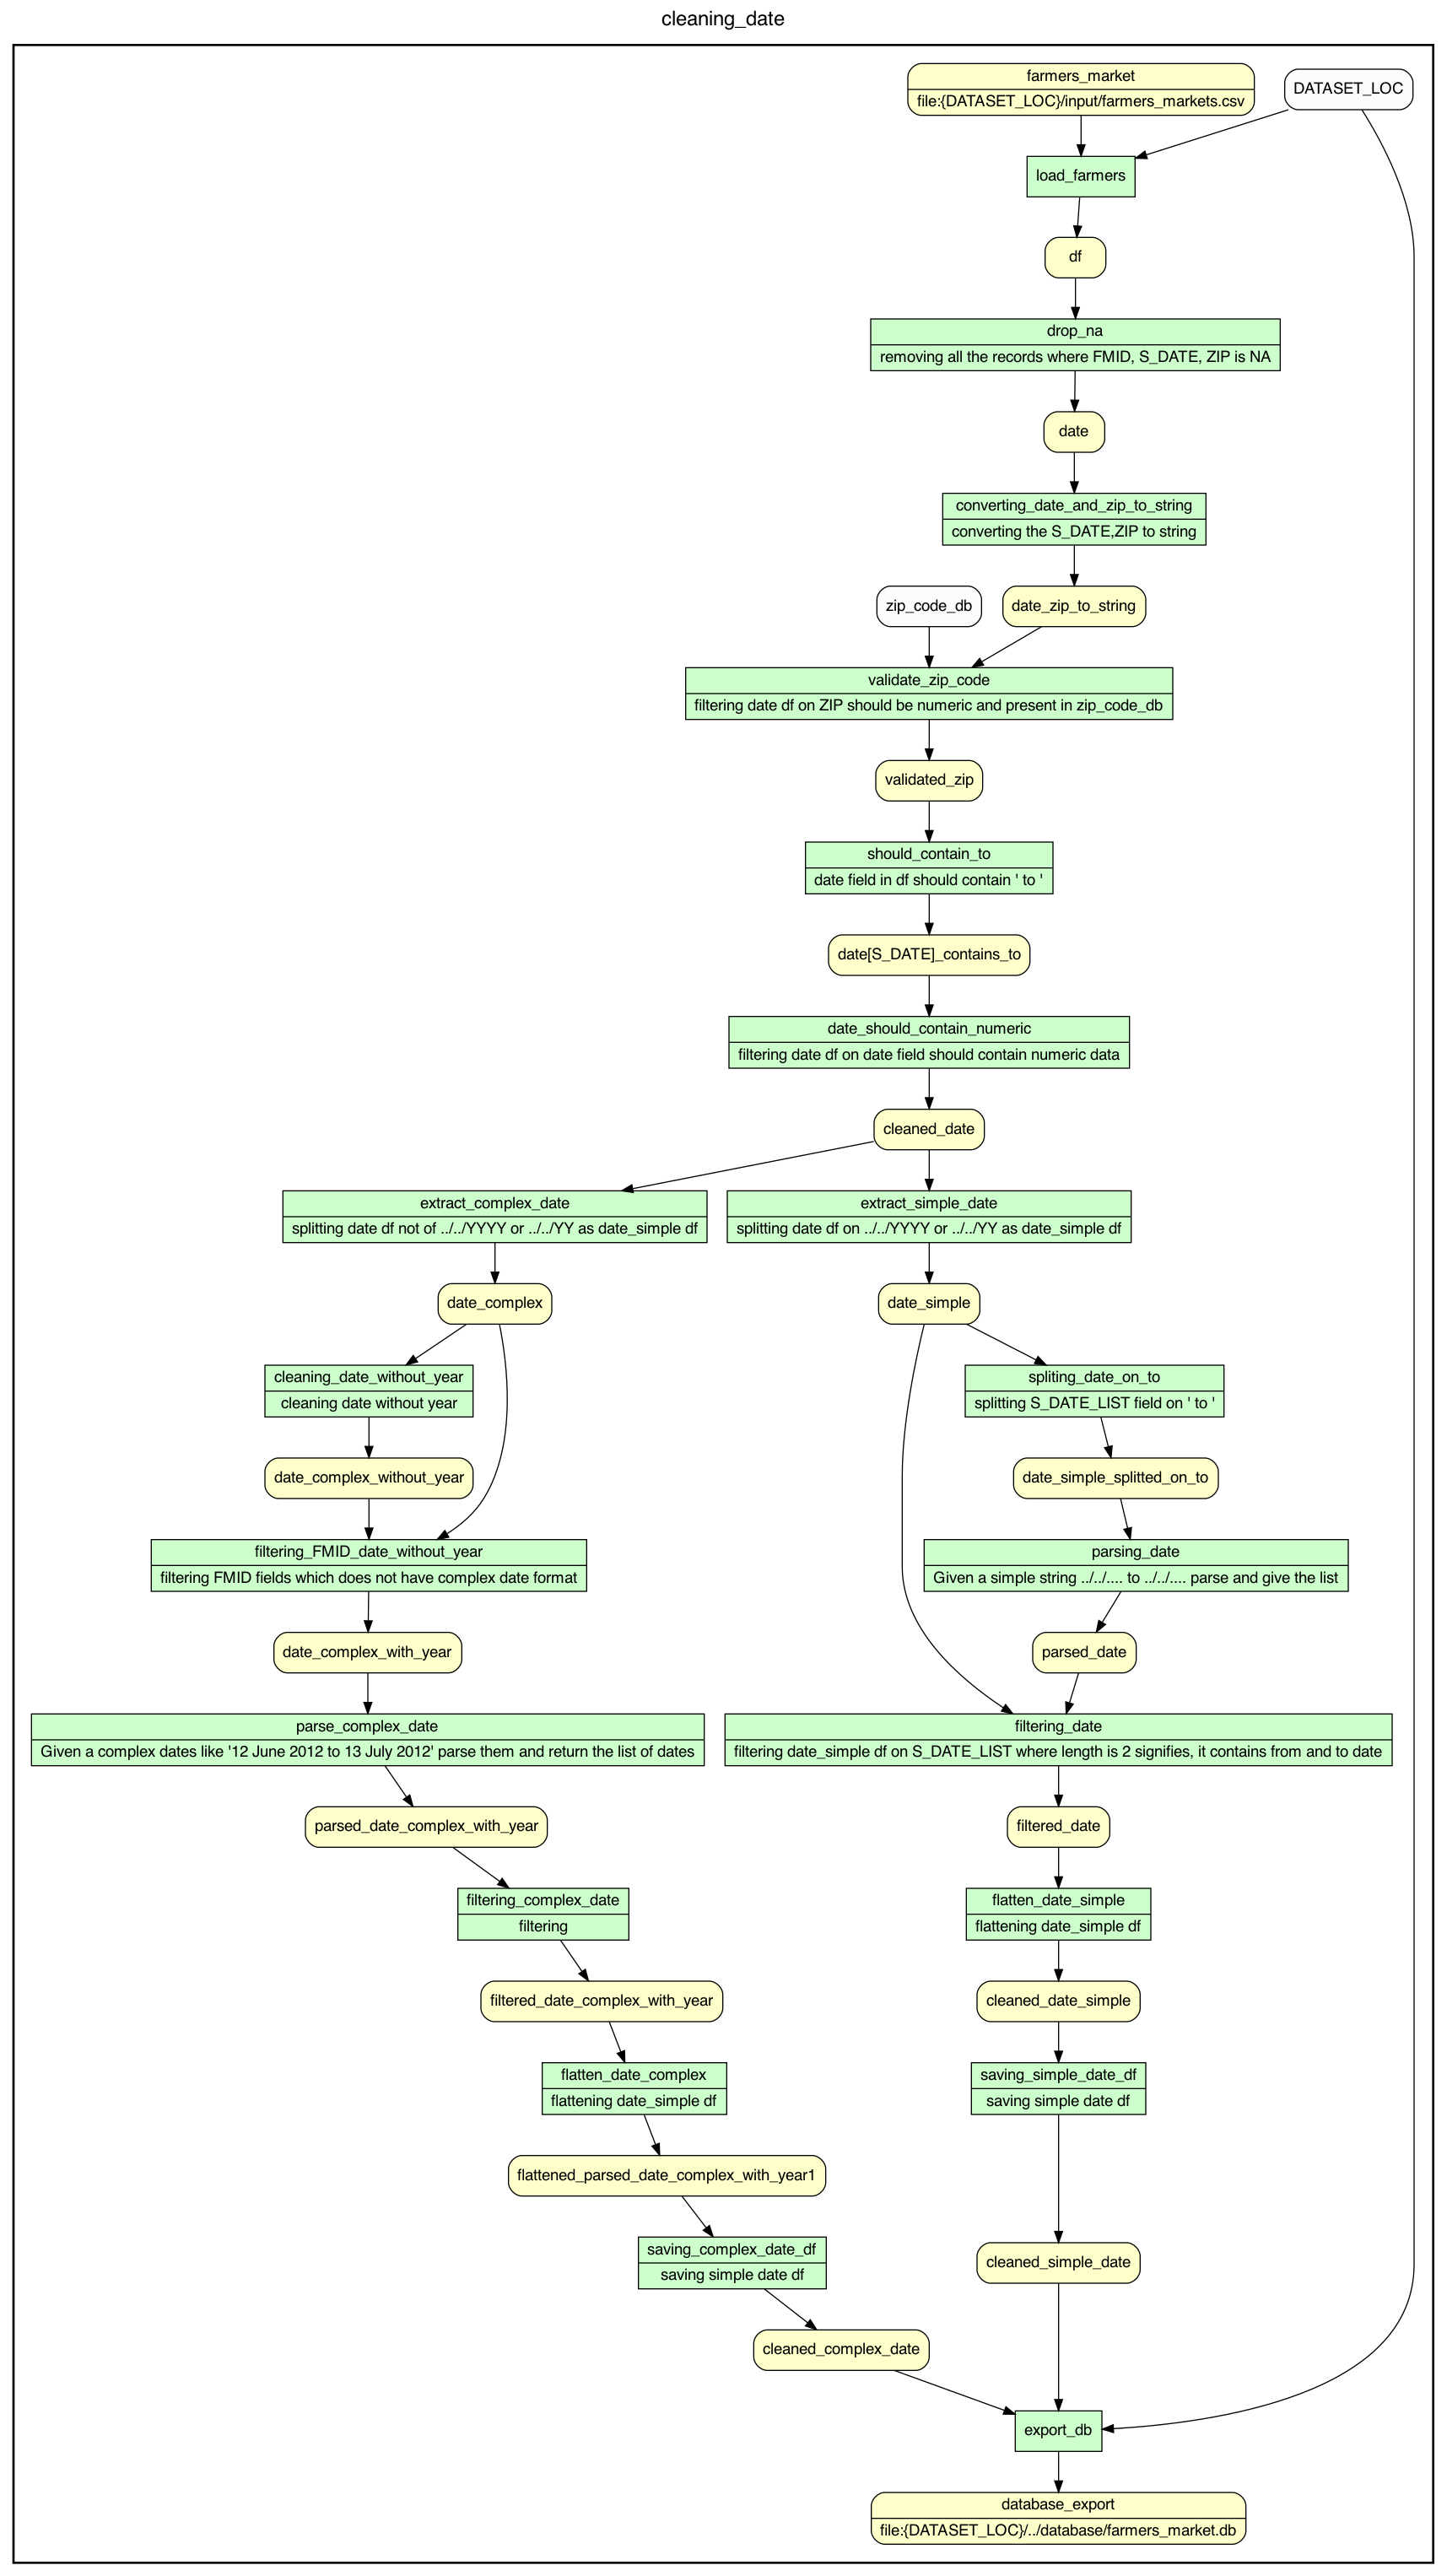 cleaning_date
farmers_market
file:{DATASET_LOC}/input/farmers_markets.csv
DATASET_LOC
load_farmers
df
drop_na
removing all the records where FMID, S_DATE, ZIP is NA
date
converting_date_and_zip_to_string
converting the S_DATE,ZIP to string
zip_code_db
date_zip_to_string
validate_zip_code
filtering date df on ZIP should be numeric and present in zip_code_db
validated_zip
should_contain_to
date field in df should contain ' to '
date[S_DATE]_contains_to
date_should_contain_numeric
filtering date df on date field should contain numeric data
cleaned_date
extract_complex_date
splitting date df not of ../../YYYY or ../../YY as date_simple df
extract_simple_date
splitting date df on ../../YYYY or ../../YY as date_simple df
date_complex
date_simple
cleaning_date_without_year
cleaning date without year
spliting_date_on_to
splitting S_DATE_LIST field on ' to '
date_complex_without_year
date_simple_splitted_on_to
filtering_FMID_date_without_year
filtering FMID fields which does not have complex date format
parsing_date
Given a simple string ../../.... to ../../.... parse and give the list
date_complex_with_year
parsed_date
parse_complex_date
Given a complex dates like '12 June 2012 to 13 July 2012' parse them and return the list of dates
filtering_date
filtering date_simple df on S_DATE_LIST where length is 2 signifies, it contains from and to date
parsed_date_complex_with_year
filtered_date
filtering_complex_date
filtering
flatten_date_simple
flattening date_simple df
filtered_date_complex_with_year
cleaned_date_simple
flatten_date_complex
flattening date_simple df
saving_simple_date_df
saving simple date df
flattened_parsed_date_complex_with_year1
saving_complex_date_df
saving simple date df
cleaned_simple_date
cleaned_complex_date
export_db
database_export
file:{DATASET_LOC}/../database/farmers_market.db